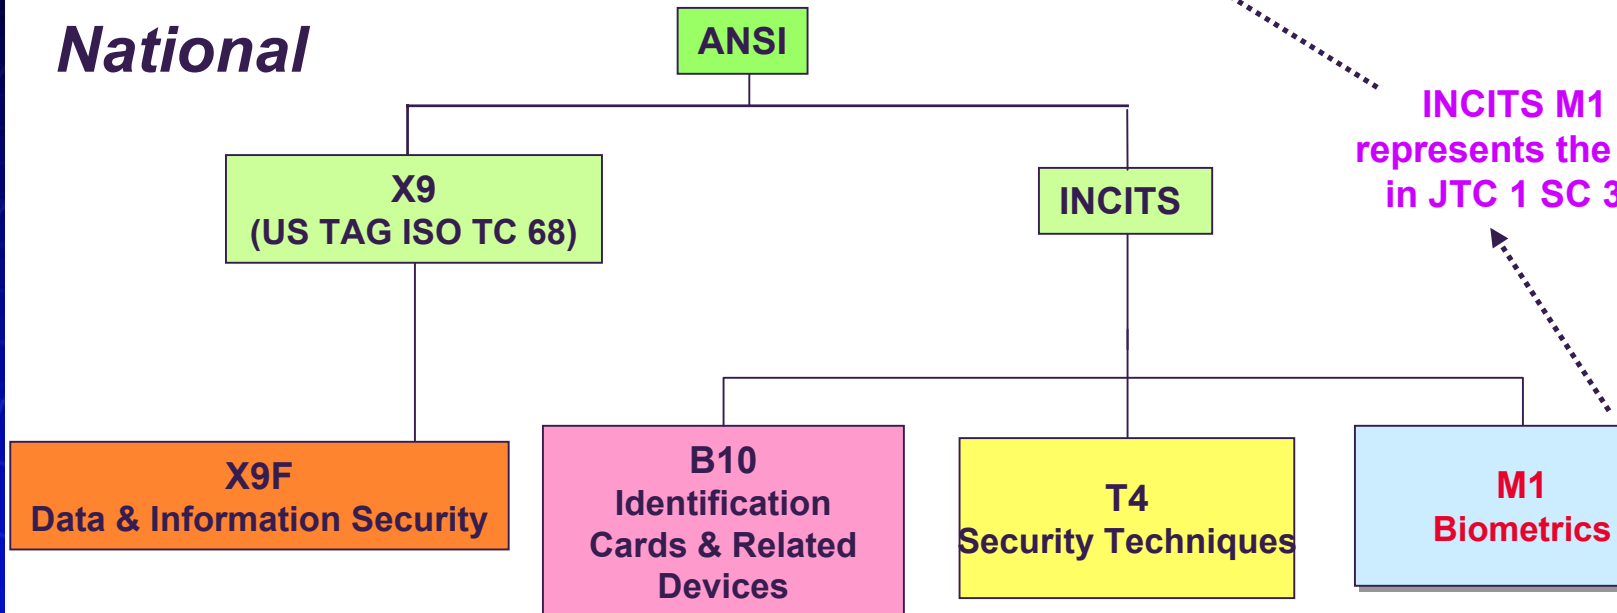 National
ANSI
INCITS M1
represents the
in JTC 1 SC 3
X9
(US TAG ISO TC 68)
INCITS
X9F
Data & Information Security
B10
Identification
Cards & Related
Devices
T4
Security Techniques
M1
Biometrics